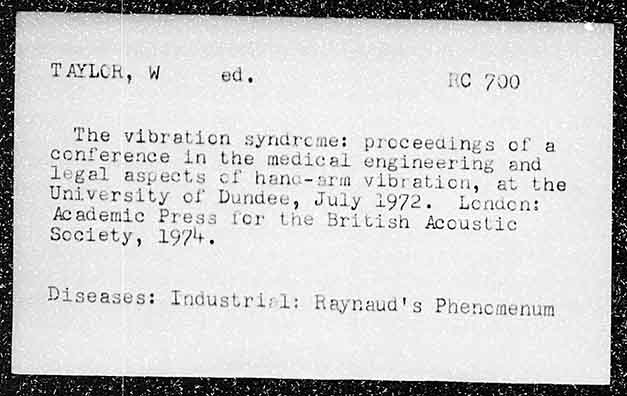 TAYLOR, W ed. RC 700
The vibration syndrome: proceedings of a
conference in the medical engineering and
legal aspects of hand-arm vibration, at the
University of Dundee, July 1972. London:
Academic Press for the British Acoustic
Society, 1974.
Diseases: Industrial: Raynaud's Phenomenum